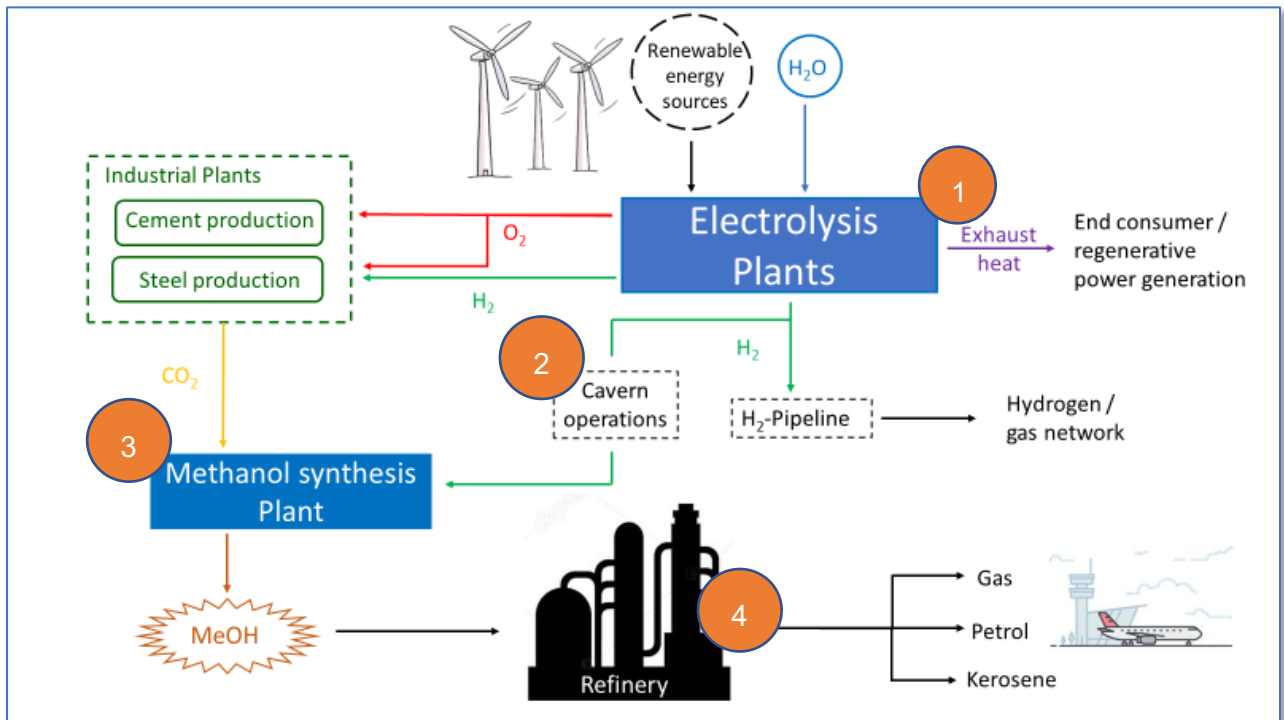 Renewable
energy
sources
H₂O
1
Industrial Plants
Cement production
Steel production
O₂
H₂
Electrolysis
Plants
Exhaust
heat
End consumer /
regenerative
power generation
CO₂
2
H₂
Cavern
operations
H₂-Pipeline
Hydrogen /
gas network
3
Methanol synthesis
Plant
MeOH
4
Refinery
Gas
Petrol
Kerosene